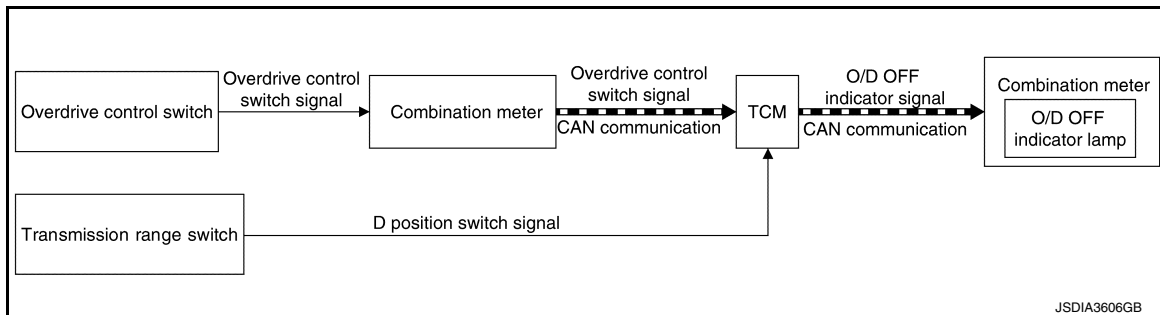 Overdrive control switch
Overdrive control
switch signal
Combination meter
Overdrive control
switch signal
CAN communication
TCM
O/D OFF
indicator signal
CAN communication
Combination meter
O/D OFF
indicator lamp
Transmission range switch
D position switch signal
JSDIA3606GB